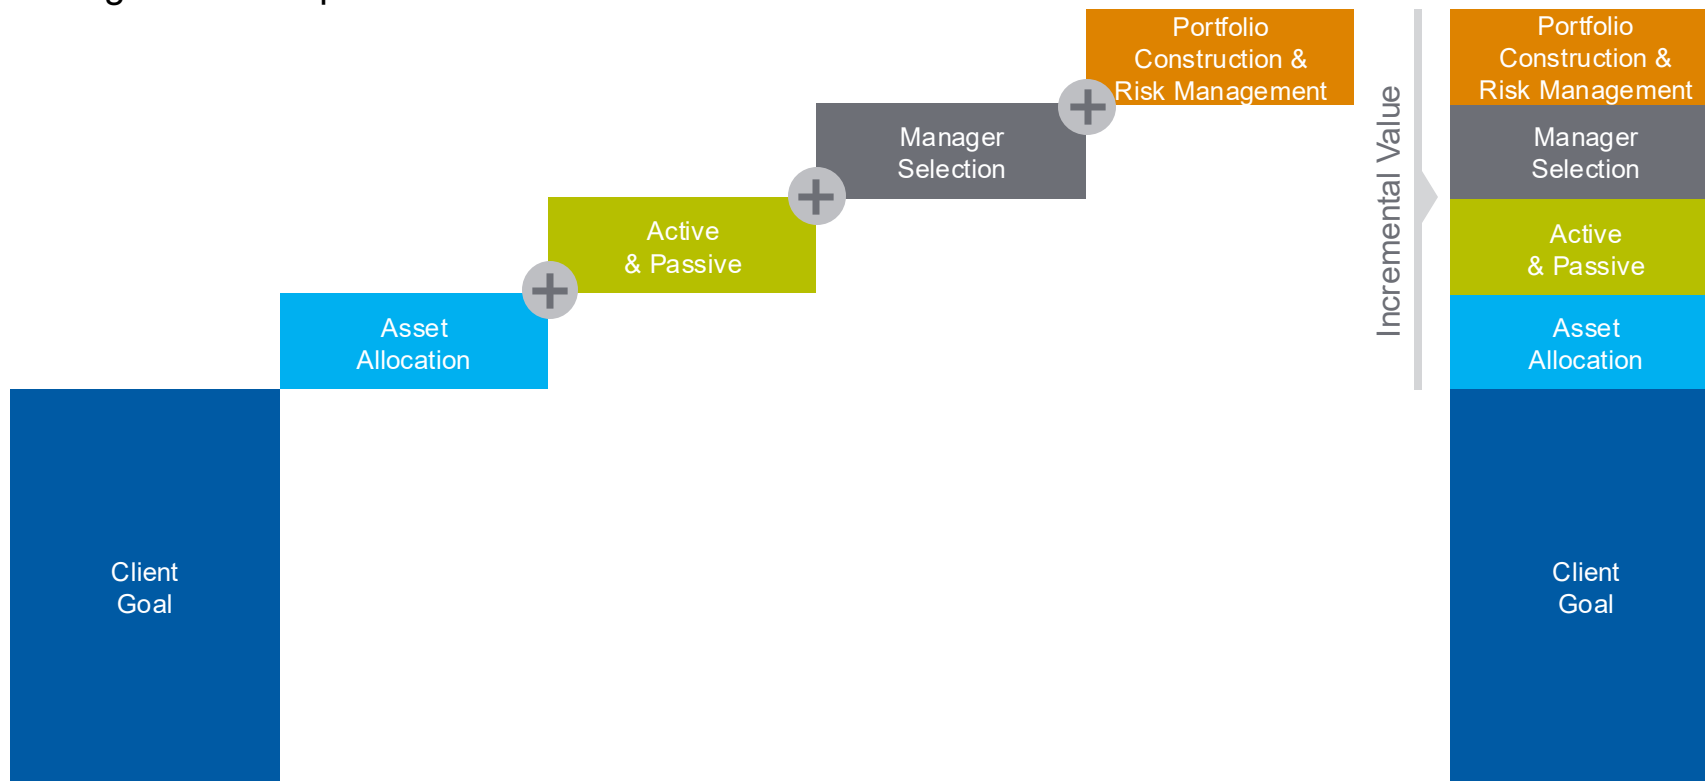 Portfolio
Construction &
Risk Management
Manager
Selection
Active
& Passive
Asset
Allocation
Client
Goal
Incremental Value
Portfolio
Construction &
Risk Management
Manager
Selection
Active
& Passive
Asset
Allocation
Client
Goal